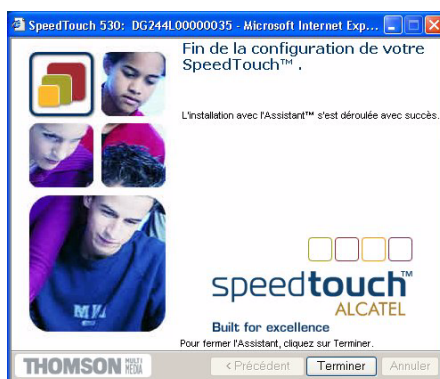 SpeedTouch 530: DG244L00000035 - Microsoft Internet Exp...
Fin de la configuration de votre
SpeedTouch™ .
L'installation avec l'Assistant™ s'est déroulée avec succès.
speedtouch™
ALCATEL
Built for excellence
Pour fermer l'Assistant, cliquez sur Terminer.
THOMSON MULTI MEDIA
< Précédent
Terminer
Annuler